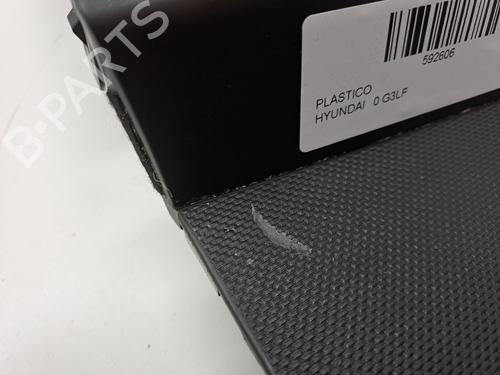 592606
PLASTICO
HYUNDAI 0 G3LF
B-PARTS